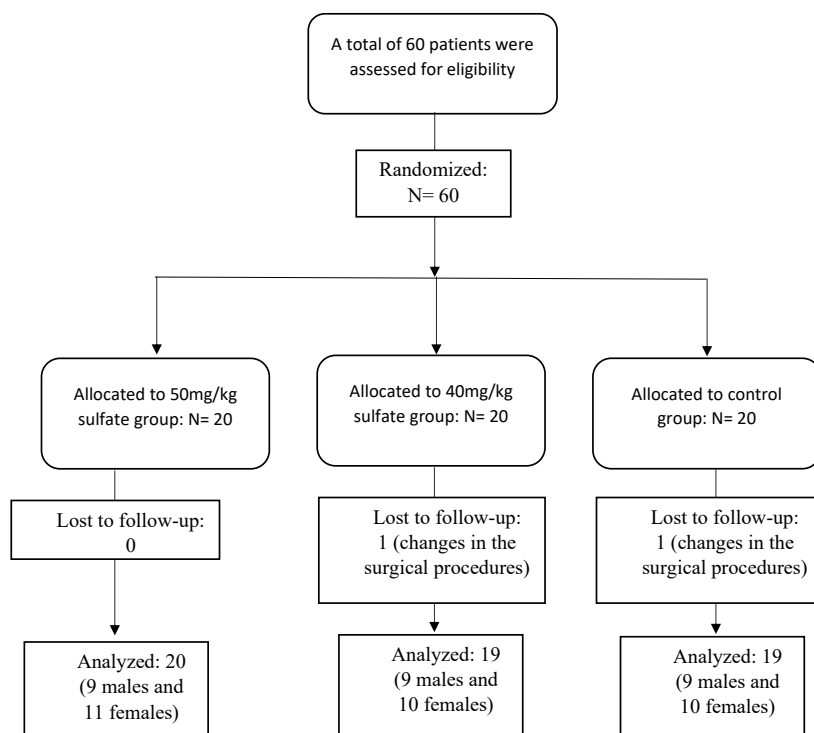 A total of 60 patients were
assessed for eligibility
Randomized:
N= 60
Allocated to 50mg/kg
sulfate group: N= 20
Allocated to 40mg/kg
sulfate group: N = 20
Allocated to control
group: N = 20
Lost to follow-up:
0
Lost to follow-up:
1 (changes in the
surgical procedures)
Lost to follow-up:
1 (changes in the
surgical procedures)
Analyzed: 20
(9 males and
11 females)
Analyzed: 19
(9 males and
10 females)
Analyzed: 19
(9 males and
10 females)